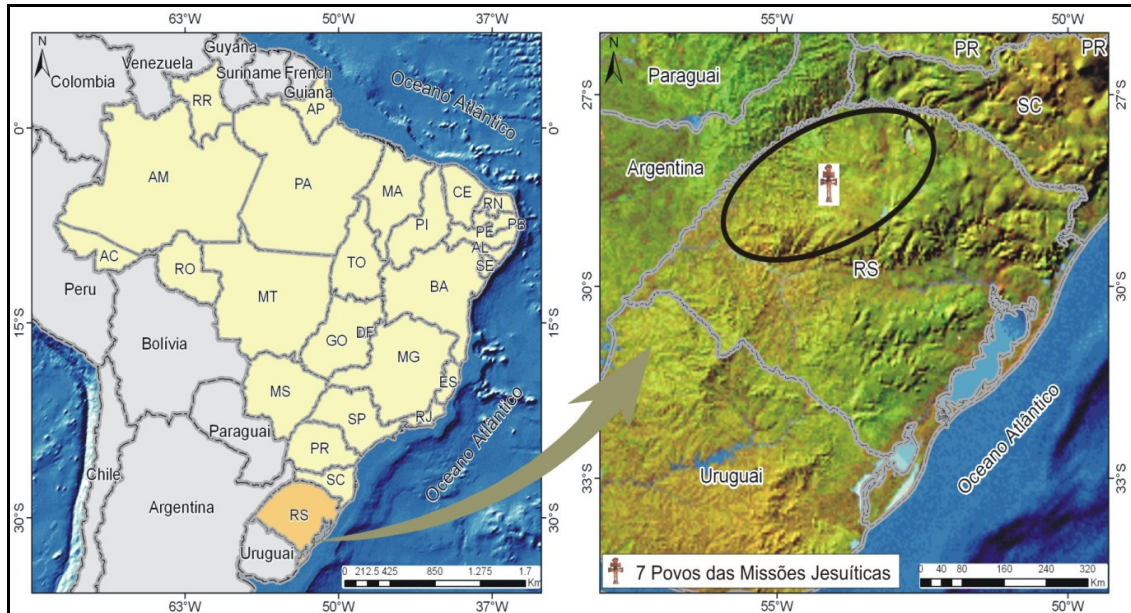 63°W 50°W 37°W
N
Colombia
Venezuela
Guyana
Suriname
French
Guiana
Oceano Atlântico
RR
AP
0°
AM
PA
MA
CE
RN
PB
PI
PE
AL
SE
AC
RO
TO
BA
Peru
MT
15°S
Bolívia
GO
DF
MG
ES
MS
SP
RJ
Paraguai
PR
Oceano Atlântico
SC
Chile
Argentina
30°S
RS
Uruguai
0 212.5 425 850 1.275 1.7
Km
63°W 50°W 37°W
0°
15°S
30°S
55°W 50°W
N
PR
PR
Paraguai
27°S
SC
Argentina
RS
30°S
Oceano Atlântico
33°S
Uruguai
7 Povos das Missões Jesuíticas
0 40 80 160 240 320
Km
55°W 50°W
27°S
30°S
33°S